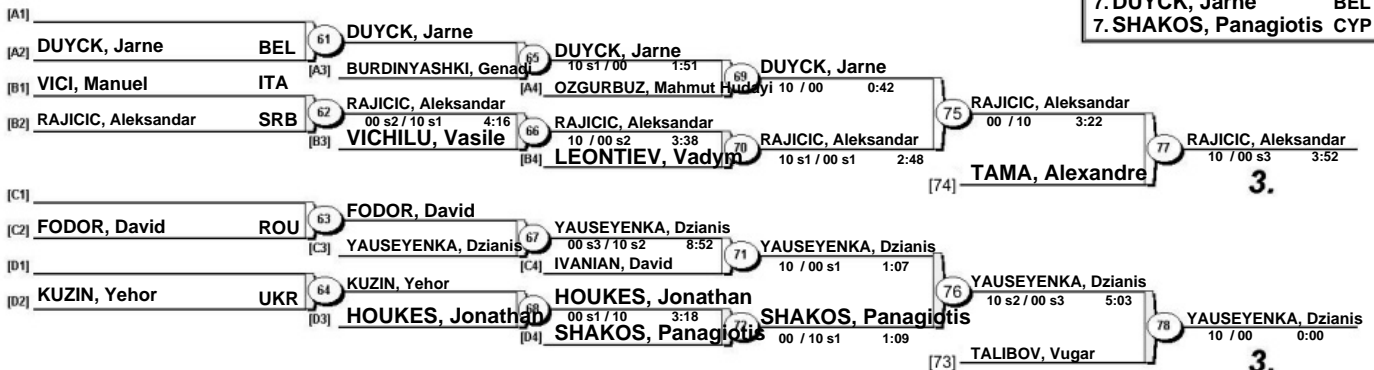 7. DUYCK, Jarne BEL
7. SHAKOS, Panagiotis CYP
[A1]
[A2] DUYCK, Jarne BEL
61 DUYCK, Jarne
[A3] BURDINYASHKI, Genadi
65 DUYCK, Jarne
10 s1 / 00 1:51
[A4] OZGURBUZ, Mahmut Hudayi
69 DUYCK, Jarne
10 / 00 0:42
[B1] VICI, Manuel ITA
[B2] RAJICIC, Aleksandar SRB
62 RAJICIC, Aleksandar
00 s2 / 10 s1 4:16
[B3] VICHILU, Vasile
66 RAJICIC, Aleksandar
10 / 00 s2 3:38
[B4] LEONTIEV, Vadym
70 RAJICIC, Aleksandar
10 s1 / 00 s1 2:48
75 RAJICIC, Aleksandar
00 / 10 3:22
[74] TAMA, Alexandre
77 RAJICIC, Aleksandar
10 / 00 s3 3:52
3.
[C1]
[C2] FODOR, David ROU
63 FODOR, David
[C3] YAUSEYENKA, Dzianis
67 YAUSEYENKA, Dzianis
00 s3 / 10 s2 8:52
[C4] IVANIAN, David
71 YAUSEYENKA, Dzianis
10 / 00 s1 1:07
[D1]
[D2] KUZIN, Yehor UKR
64 KUZIN, Yehor
[D3] HOUKES, Jonathan
68 HOUKES, Jonathan
00 s1 / 10 3:18
[D4] SHAKOS, Panagiotis
72 SHAKOS, Panagiotis
00 / 10 s1 1:09
76 YAUSEYENKA, Dzianis
10 s2 / 00 s3 5:03
[73] TALIBOV, Vugar
78 YAUSEYENKA, Dzianis
10 / 00 0:00
3.